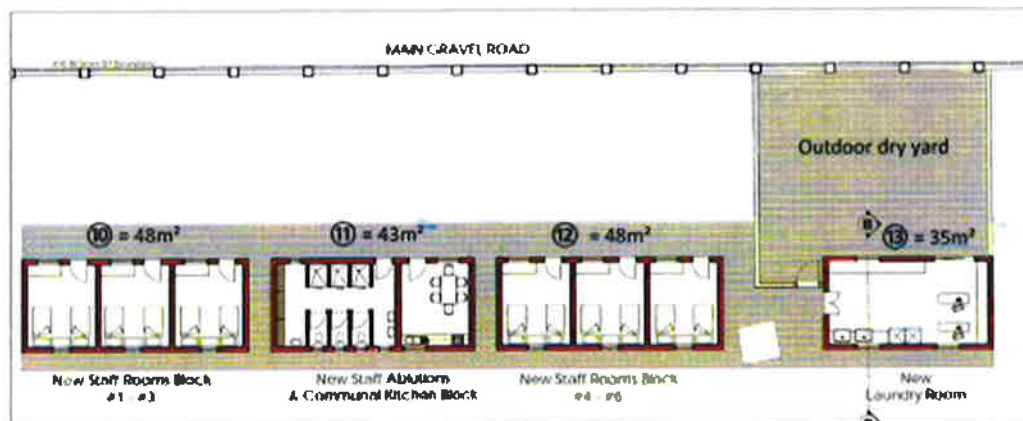 MAIN GRAVEL ROAD
Outdoor dry yard
B
⑩ = 48m²
⑪ = 43m²
⑫ = 48m²
⑬ = 35m²
New Staff Rooms Block
#1 - #3
New Staff Ablutions
& Communal Kitchen Block
New Staff Rooms Block
#4 - #6
New
Laundry Room